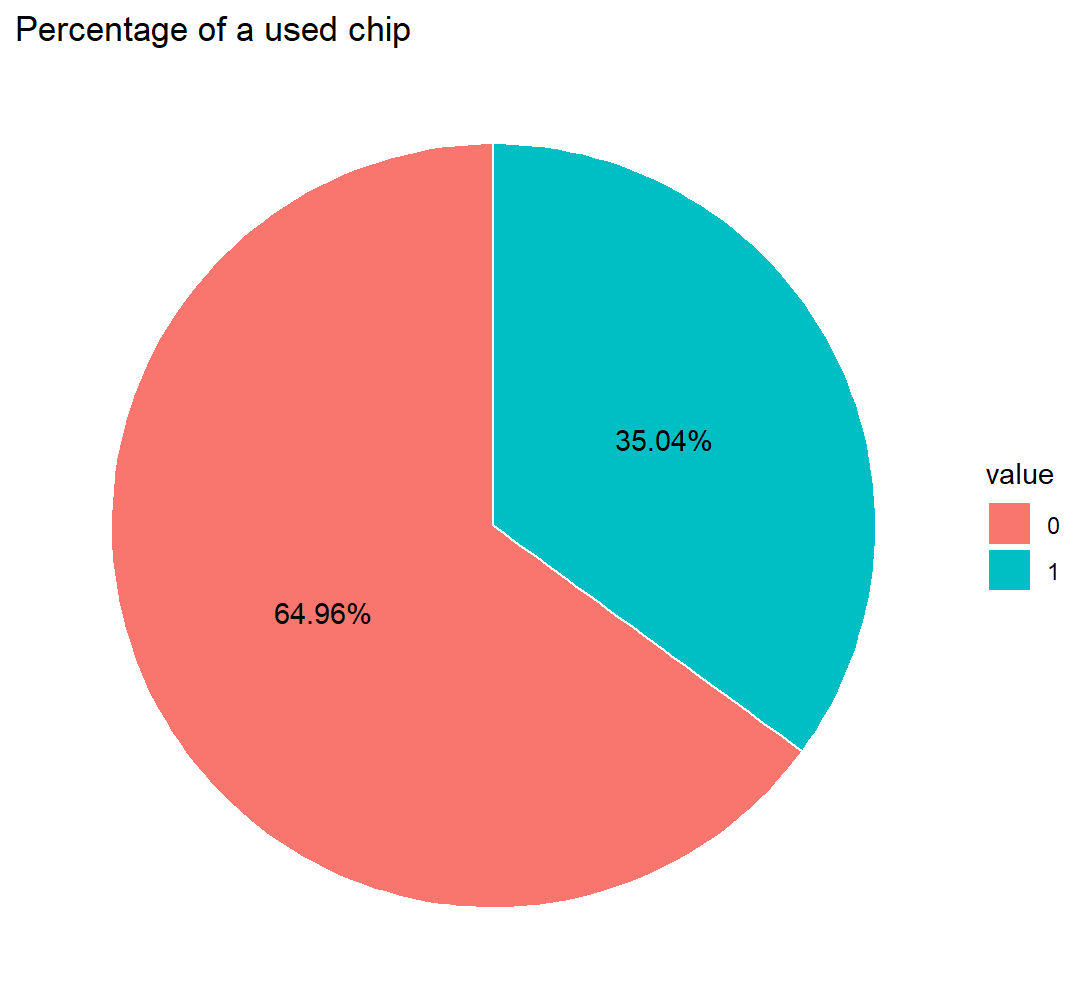 Percentage of a used chip
35.04%
64.96%
value
0
1